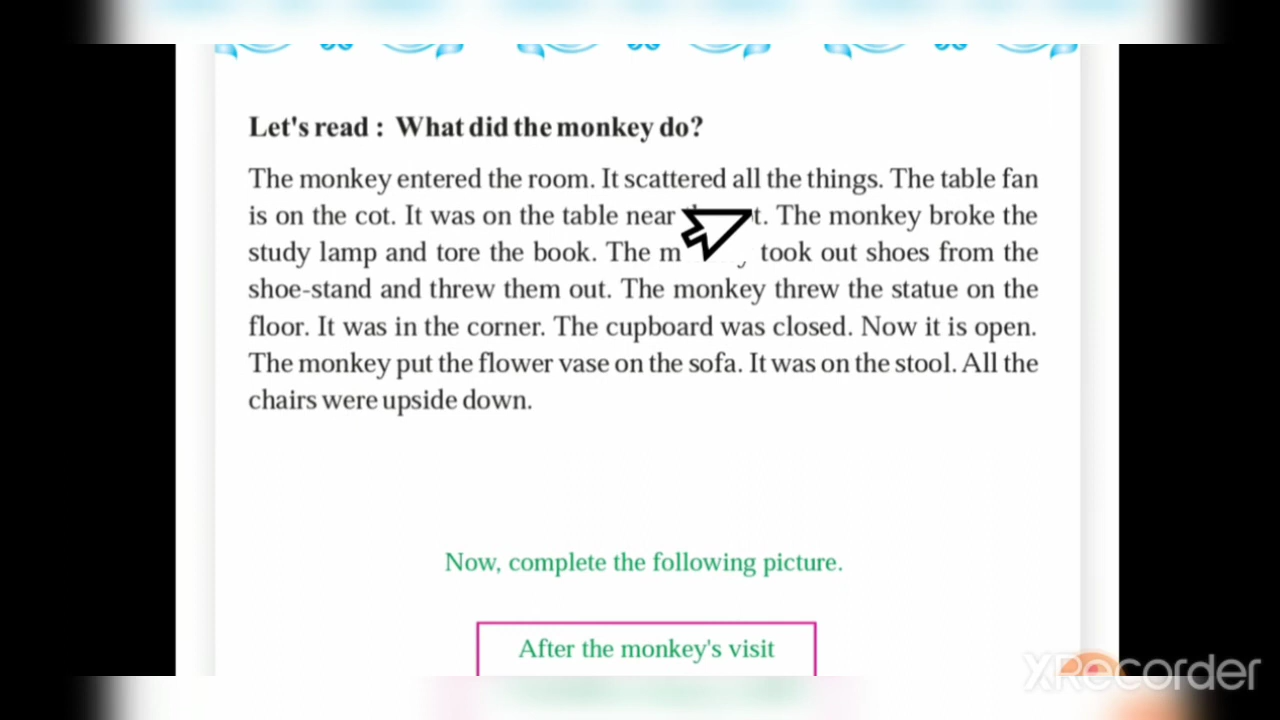 Let's read : What did the monkey do?
The monkey entered the room. It scattered all the things. The table fan
is on the cot. It was on the table near t. The monkey broke the
study lamp and tore the book. The m took out shoes from the
shoe-stand and threw them out. The monkey threw the statue on the
floor. It was in the corner. The cupboard was closed. Now it is open.
The monkey put the flower vase on the sofa. It was on the stool. All the
chairs were upside down.
Now, complete the following picture.
After the monkey's visit
XRecorder